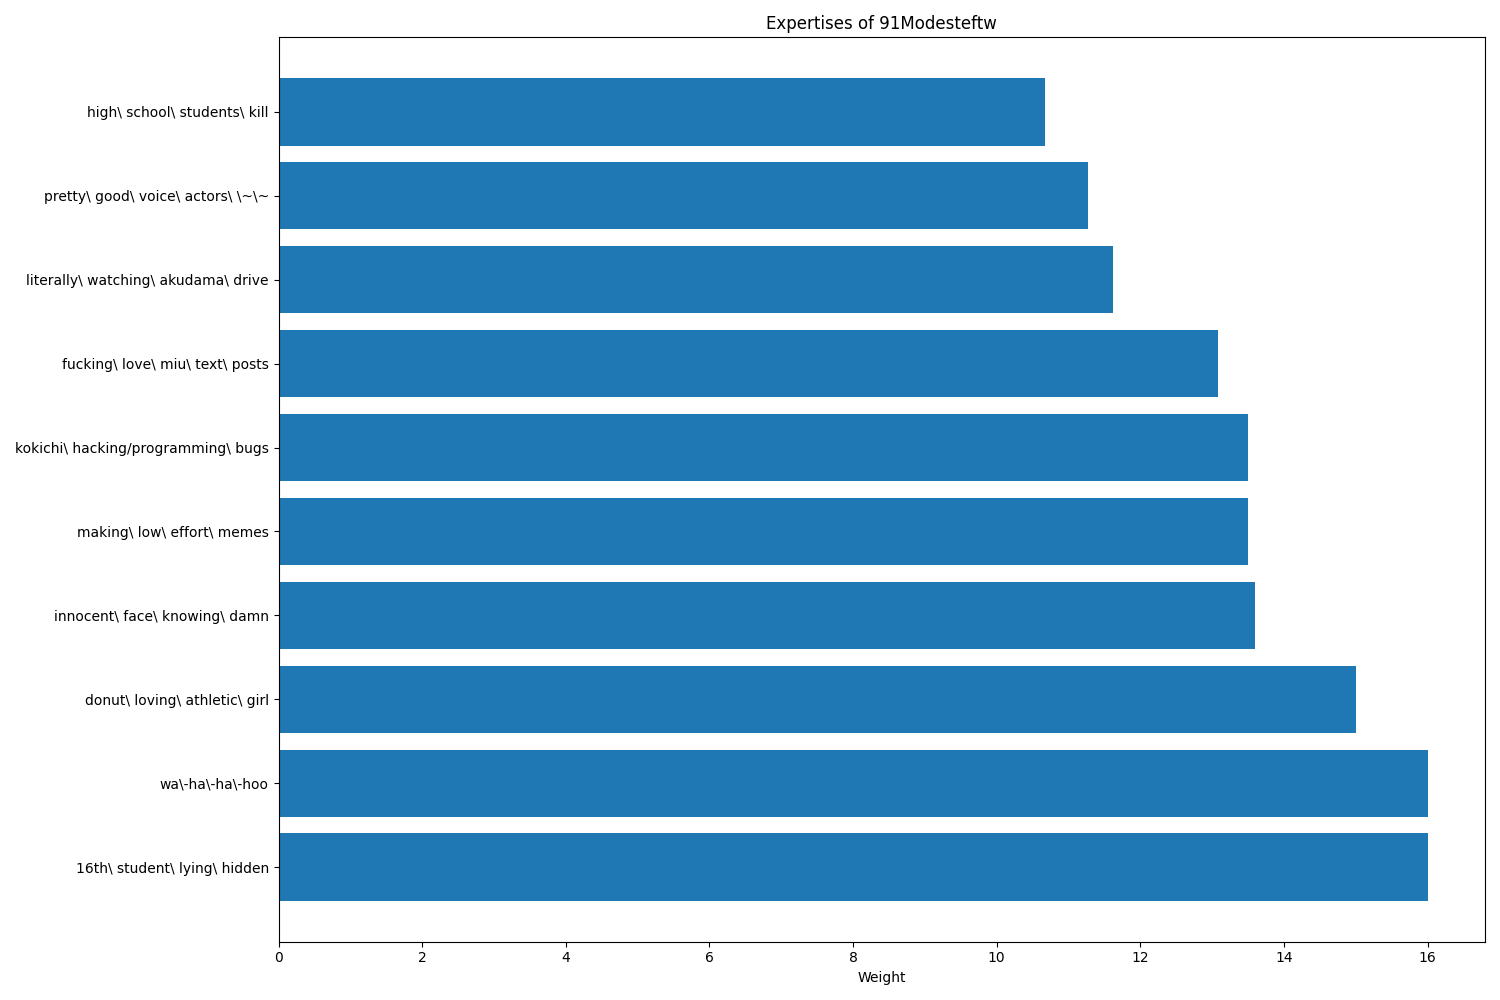 Expertises of 91Modesteftw
high\ school\ students\ kill
pretty\ good\ voice\ actors\ \~\~
literally\ watching\ akudama\ drive
fucking\ love\ miu\ text\ posts
kokichi\ hacking/programming\ bugs
making\ low\ effort\ memes
innocent\ face\ knowing\ damn
donut\ loving\ athletic\ girl
wa\-ha\-ha\-hoo
16th\ student\ lying\ hidden
0 2 4 6 8 10 12 14 16
Weight